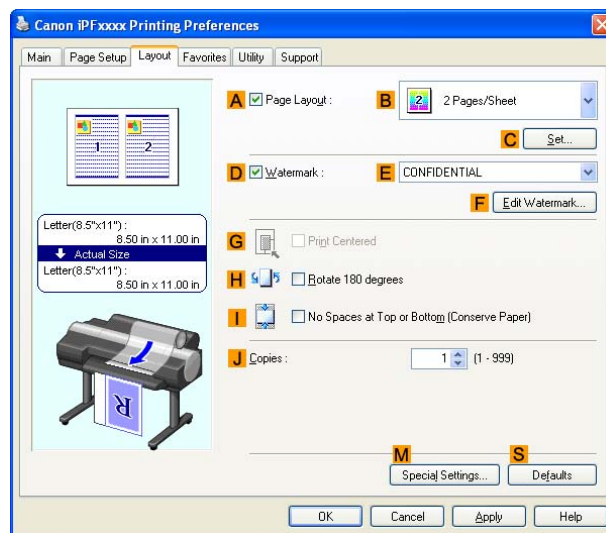 Canon iPFxxxx Printing Preferences
Main Page Setup Layout Favorites Utility Support
A Page Layout : B 2 2 Pages/Sheet
1 2
C Set...
D Watermark : E CONFIDENTIAL
F Edit Watermark...
Letter(8.5"x11") :
8.50 in x 11.00 in
Actual Size
Letter(8.5"x11") :
8.50 in x 11.00 in
G Print Centered
H Rotate 180 degrees
I No Spaces at Top or Bottom (Conserve Paper)
J Copies : 1 (1 - 999)
R
M S
Special Settings... Defaults
OK Cancel Apply Help